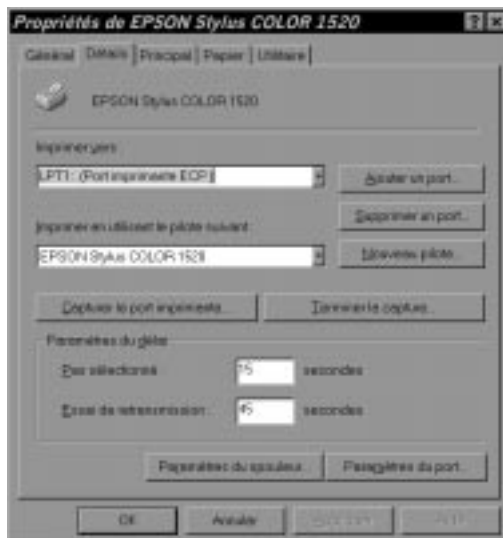 Propriétés de EPSON Stylus COLOR 1520
Général Détails Principal Papier Utilitaire
EPSON Stylus COLOR 1520
Imprimer vers :
LPT1: (Port imprimante ECP)
Ajouter un port...
Supprimer un port...
Imprimer en utilisant le pilote suivant :
EPSON Stylus COLOR 1520
Nouveau pilote...
Capturer le port imprimante... Terminer la capture...
Paramètres du délai
Pas sélectionné : 15 secondes
Essai de retransmission : 45 secondes
Paramètres du spouleur... Paramètres du port...
OK Annuler